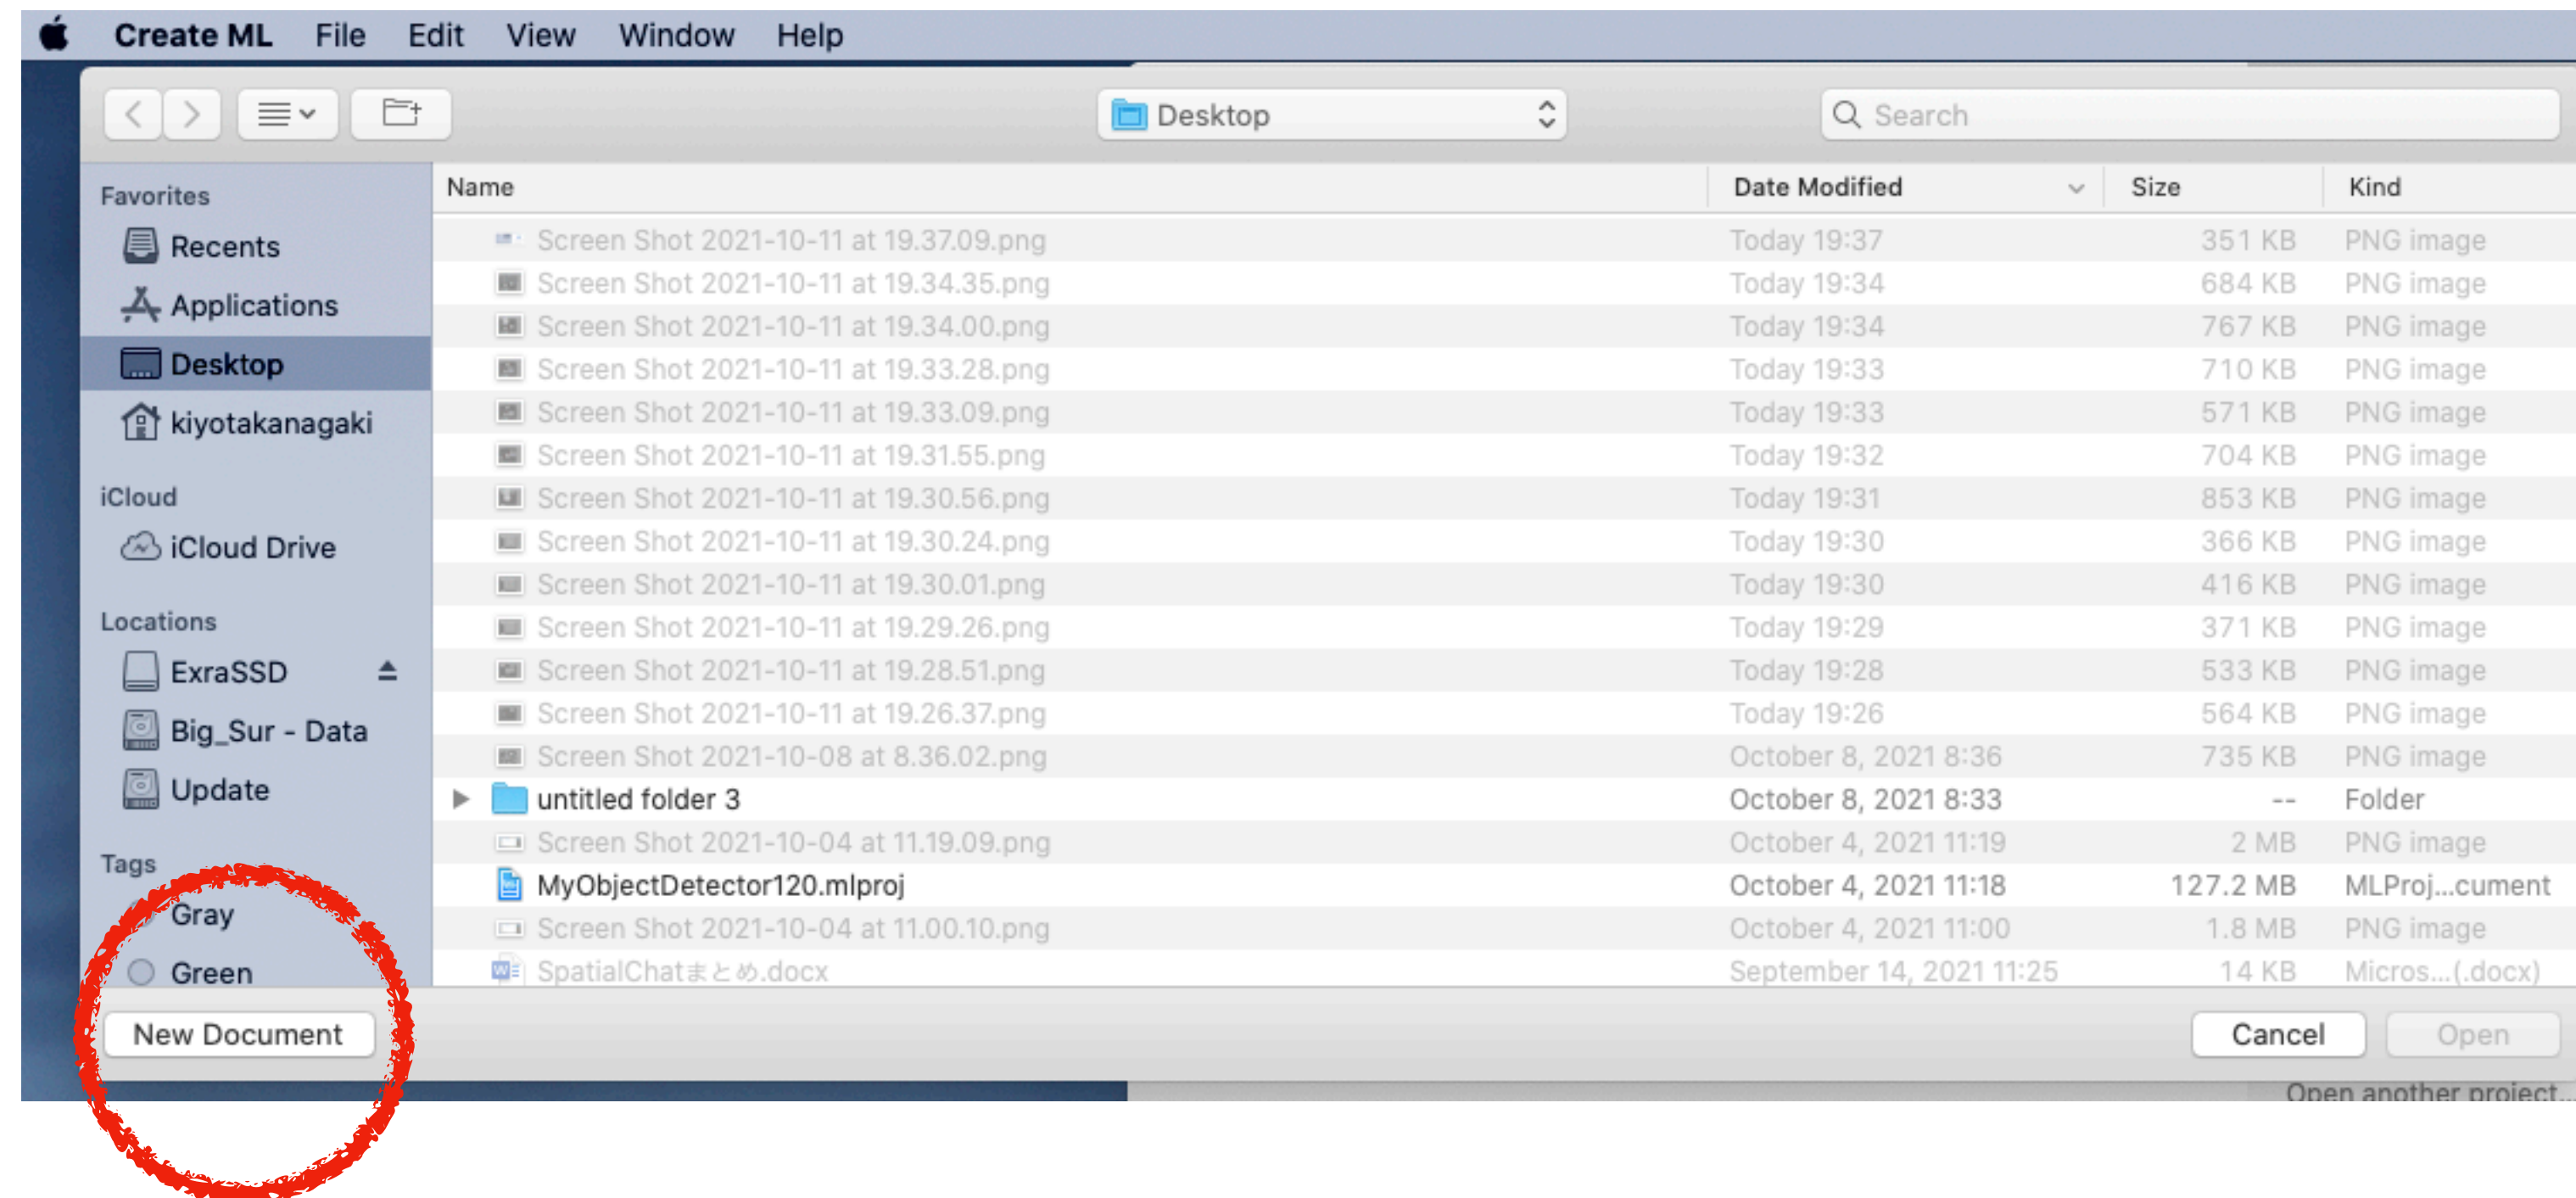 Create ML File Edit View Window Help
Desktop
Search
Favorites
Recents
Applications
Desktop
kiyotakanagaki
iCloud
iCloud Drive
Locations
ExraSSD
Big_Sur - Data
Update
Tags
Gray
Green
Name Date Modified Size Kind
Screen Shot 2021-10-11 at 19.37.09.png Today 19:37 351 KB PNG image
Screen Shot 2021-10-11 at 19.34.35.png Today 19:34 684 KB PNG image
Screen Shot 2021-10-11 at 19.34.00.png Today 19:34 767 KB PNG image
Screen Shot 2021-10-11 at 19.33.28.png Today 19:33 710 KB PNG image
Screen Shot 2021-10-11 at 19.33.09.png Today 19:33 571 KB PNG image
Screen Shot 2021-10-11 at 19.31.55.png Today 19:32 704 KB PNG image
Screen Shot 2021-10-11 at 19.30.56.png Today 19:31 853 KB PNG image
Screen Shot 2021-10-11 at 19.30.24.png Today 19:30 366 KB PNG image
Screen Shot 2021-10-11 at 19.30.01.png Today 19:30 416 KB PNG image
Screen Shot 2021-10-11 at 19.29.26.png Today 19:29 371 KB PNG image
Screen Shot 2021-10-11 at 19.28.51.png Today 19:28 533 KB PNG image
Screen Shot 2021-10-11 at 19.26.37.png Today 19:26 564 KB PNG image
Screen Shot 2021-10-08 at 8.36.02.png October 8, 2021 8:36 735 KB PNG image
untitled folder 3 October 8, 2021 8:33 -- Folder
Screen Shot 2021-10-04 at 11.19.09.png October 4, 2021 11:19 2 MB PNG image
MyObjectDetector120.mlproj October 4, 2021 11:18 127.2 MB MLProj...cument
Screen Shot 2021-10-04 at 11.00.10.png October 4, 2021 11:00 1.8 MB PNG image
SpatialChatまとめ.docx September 14, 2021 11:25 14 KB Micros...(.docx)
New Document Cancel Open
Open another project...